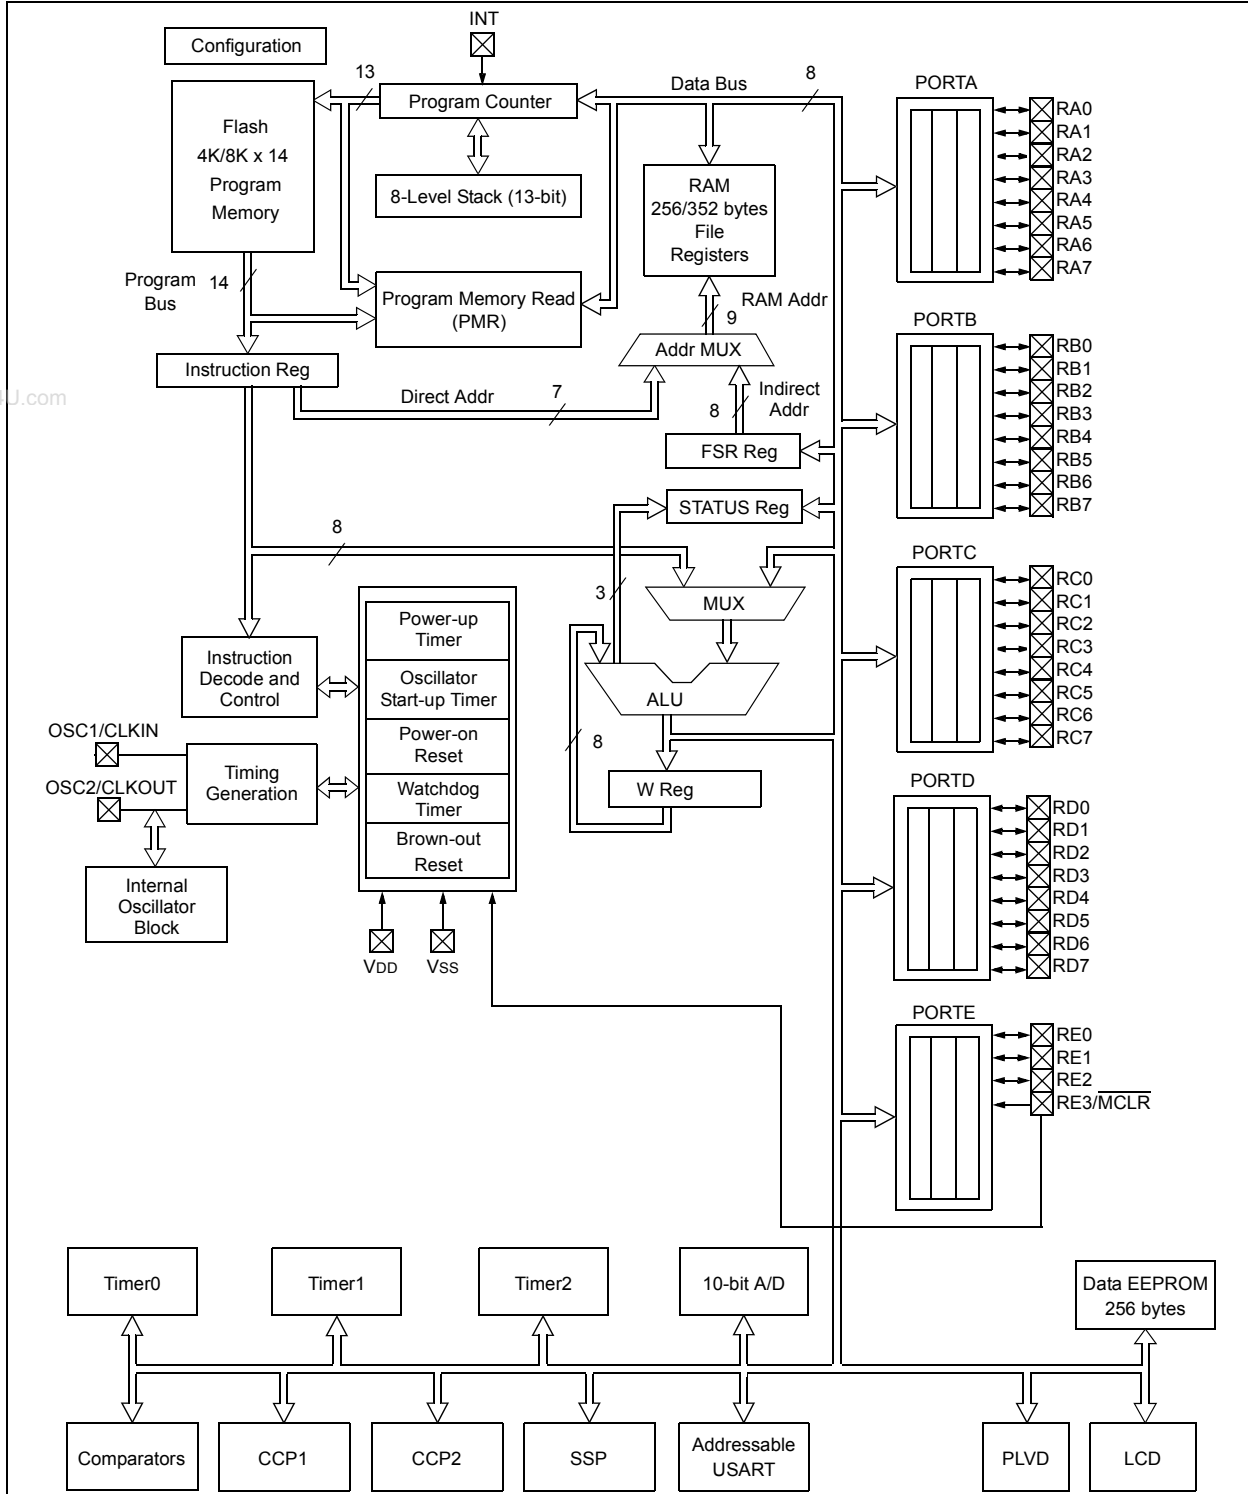 INT
Configuration
13
Data Bus
8
PORTA
Program Counter
Flash
4K/8K x 14
Program
Memory
8-Level Stack (13-bit)
RAM
256/352 bytes
File
Registers
RA0
RA1
RA2
RA3
RA4
RA5
RA6
RA7
Program
Bus
14
Program Memory Read
(PMR)
RAM Addr
9
Addr MUX
PORTB
RB0
RB1
RB2
RB3
RB4
RB5
RB6
RB7
Instruction Reg
Direct Addr
7
Indirect
Addr
8
FSR Reg
STATUS Reg
4U.com
8
3
MUX
PORTC
RC0
RC1
RC2
RC3
RC4
RC5
RC6
RC7
Power-up
Timer
Oscillator
Start-up Timer
Power-on
Reset
Watchdog
Timer
Brown-out
Reset
Instruction
Decode and
Control
ALU
8
W Reg
OSC1/CLKIN
OSC2/CLKOUT
Timing
Generation
Internal
Oscillator
Block
VDD
VSS
PORTD
RD0
RD1
RD2
RD3
RD4
RD5
RD6
RD7
PORTE
RE0
RE1
RE2
RE3/MCLR
Timer0
Timer1
Timer2
10-bit A/D
Data EEPROM
256 bytes
Comparators
CCP1
CCP2
SSP
Addressable
USART
PLVD
LCD